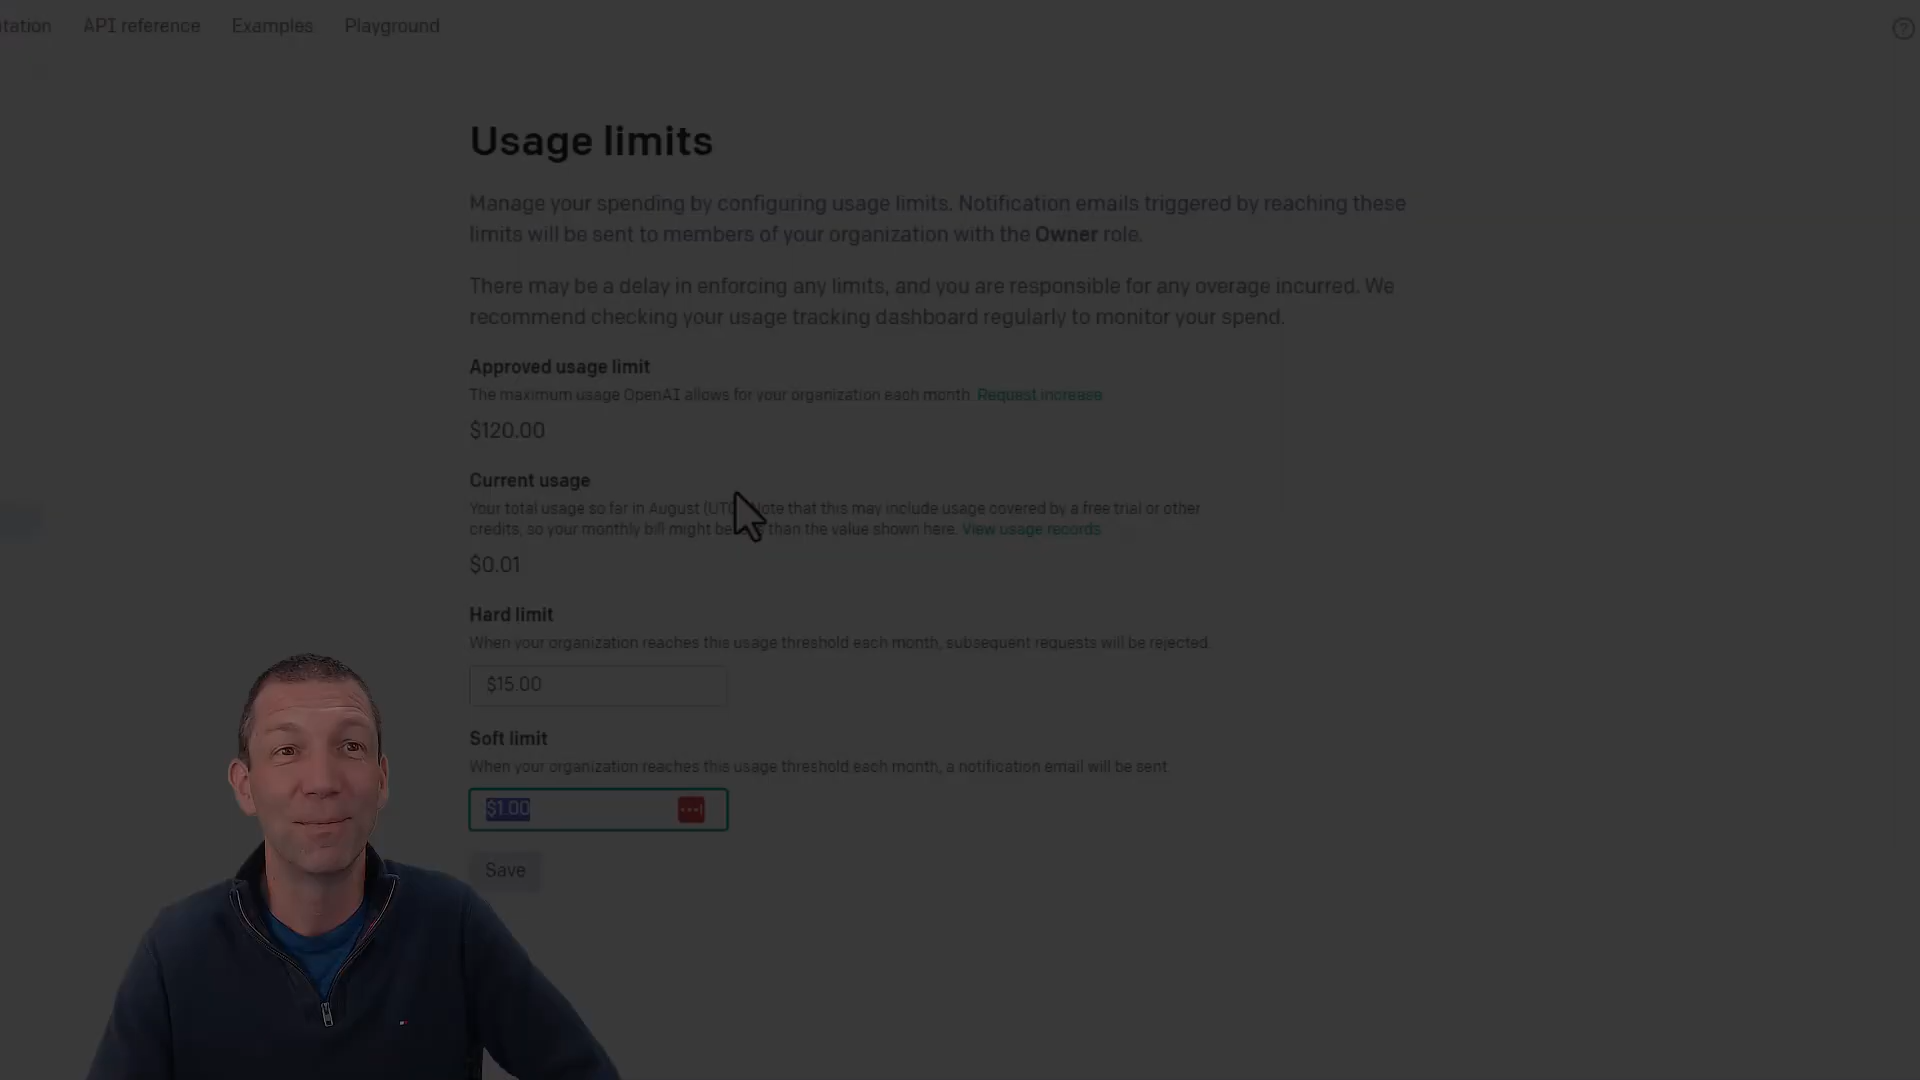 API reference
Examples
Playground
Usage limits
Manage your spending by configuring usage limits. Notification emails triggered by reaching these
limits will be sent to members of your organization with the Owner role.
There may be a delay in enforcing any limits, and you are responsible for any overage incurred. We
recommend checking your usage tracking dashboard regularly to monitor your spend.
Approved usage limit
The maximum usage OpenAI allows for your organization each month. Request increase
$120.00
Current usage
Your total usage so far in August (UTC). Note that this may include usage covered by a free trial or other
credits, so your monthly bill might be than the value shown here. View usage records
$0.01
Hard limit
When your organization reaches this usage threshold each month, subsequent requests will be rejected.
$15.00
Soft limit
When your organization reaches this usage threshold each month, a notification email will be sent.
$1.00
Save